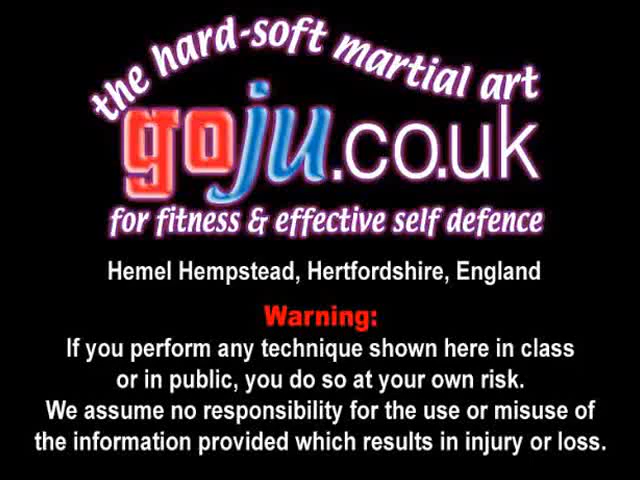 the hard-soft martial art
goju.co.uk
for fitness & effective self defence
Hemel Hempstead, Hertfordshire, England
Warning:
If you perform any technique shown here in class
or in public, you do so at your own risk.
We assume no responsibility for the use or misuse of
the information provided which results in injury or loss.